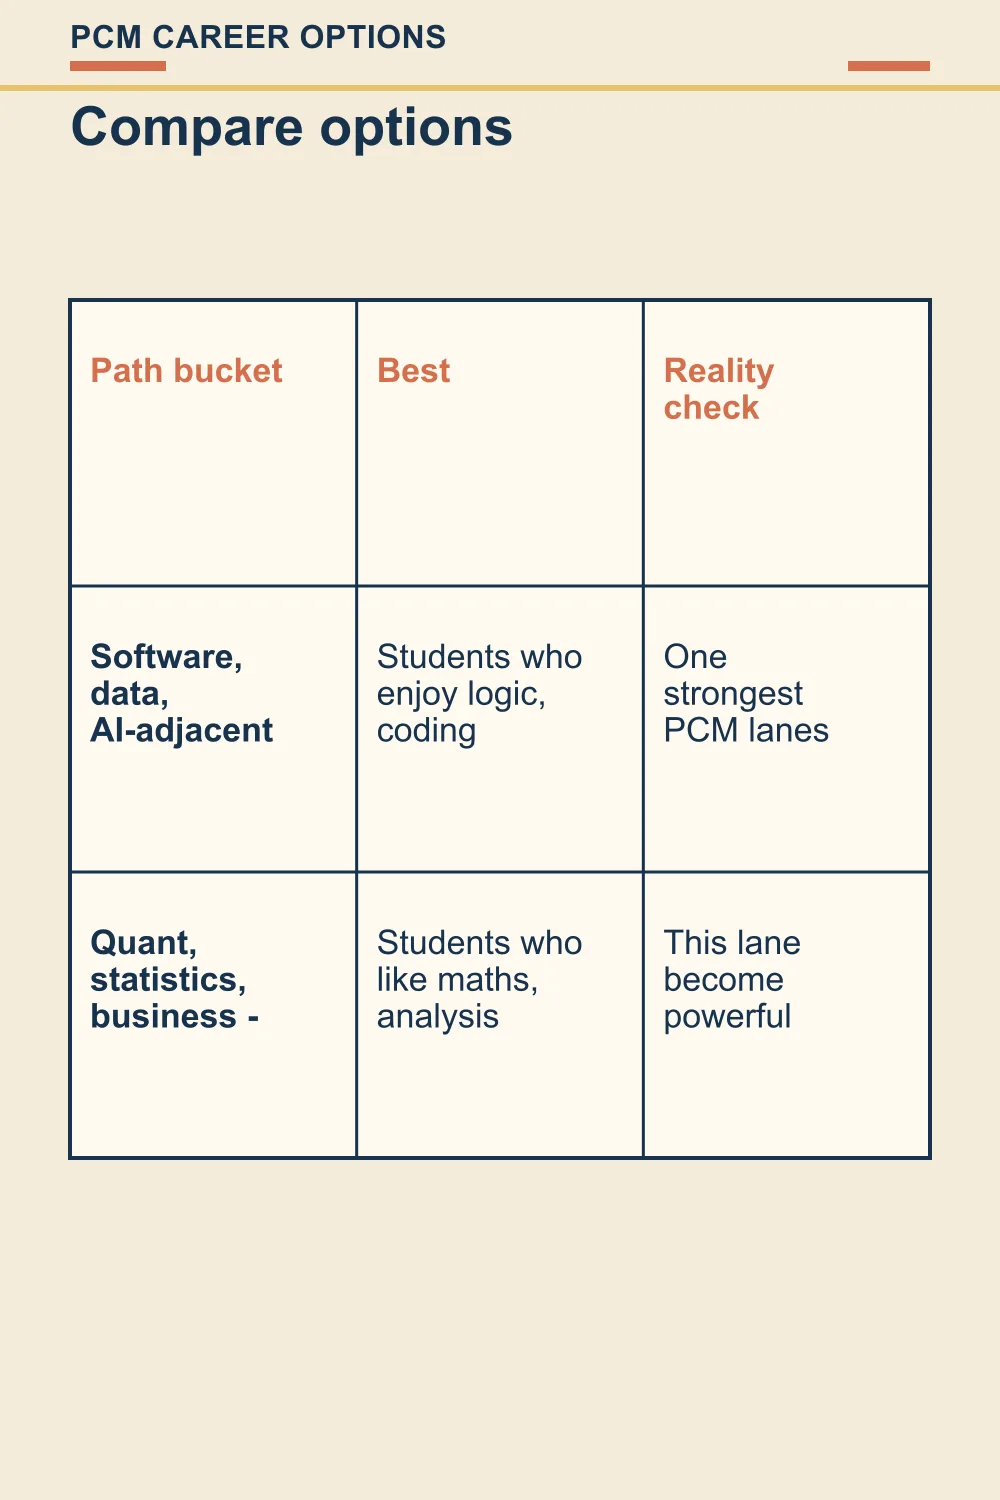 PCM CAREER OPTIONS
Compare options
Path bucket
Best
Reality
check
Software,
data,
AI-adjacent
Students who
enjoy logic,
coding
One
strongest
PCM lanes
Quant,
statistics,
business -
Students who
like maths,
analysis
This lane
become
powerful